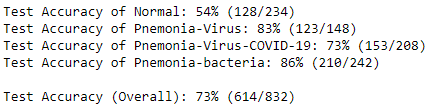 Test Accuracy of Normal: 54% (128/234)
Test Accuracy of Pnemonia-Virus: 83% (123/148)
Test Accuracy of Pnemonia-Virus-COVID-19: 73% (153/208)
Test Accuracy of Pnemonia-bacteria: 86% (210/242)
Test Accuracy (Overall): 73% (614/832)